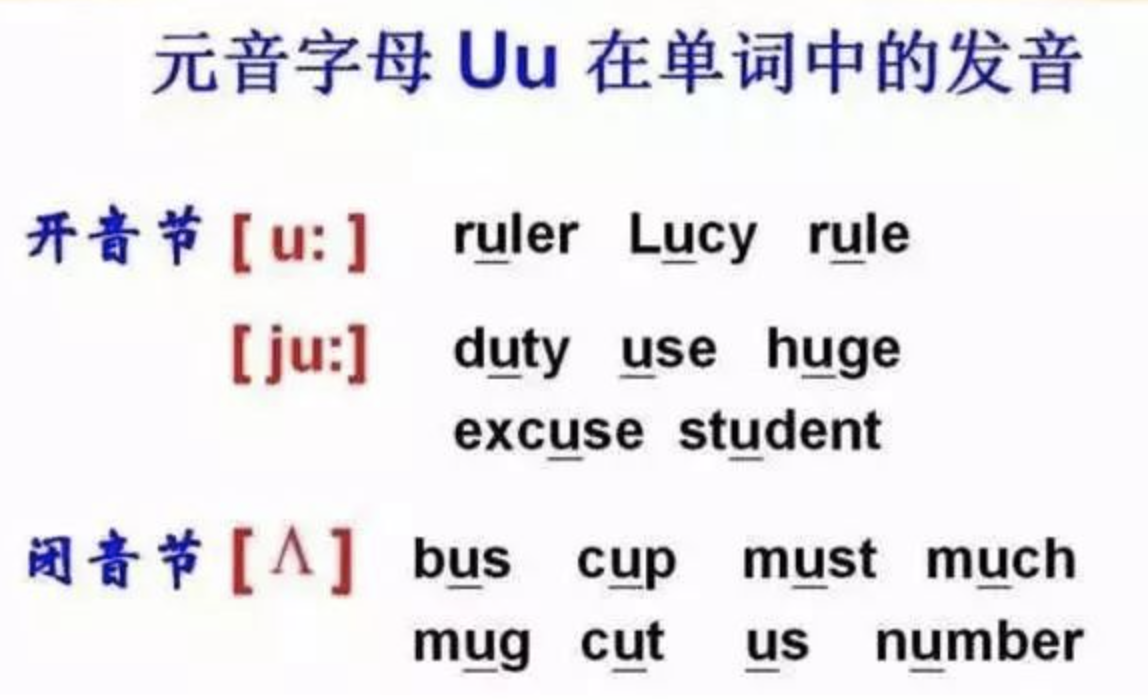 元音字母 Uu 在单词中的发音
开音节 [ u: ] ruler Lucy rule
[ ju:] duty use huge
excuse student
闭音节 [ Λ ] bus cup must much
mug cut us number